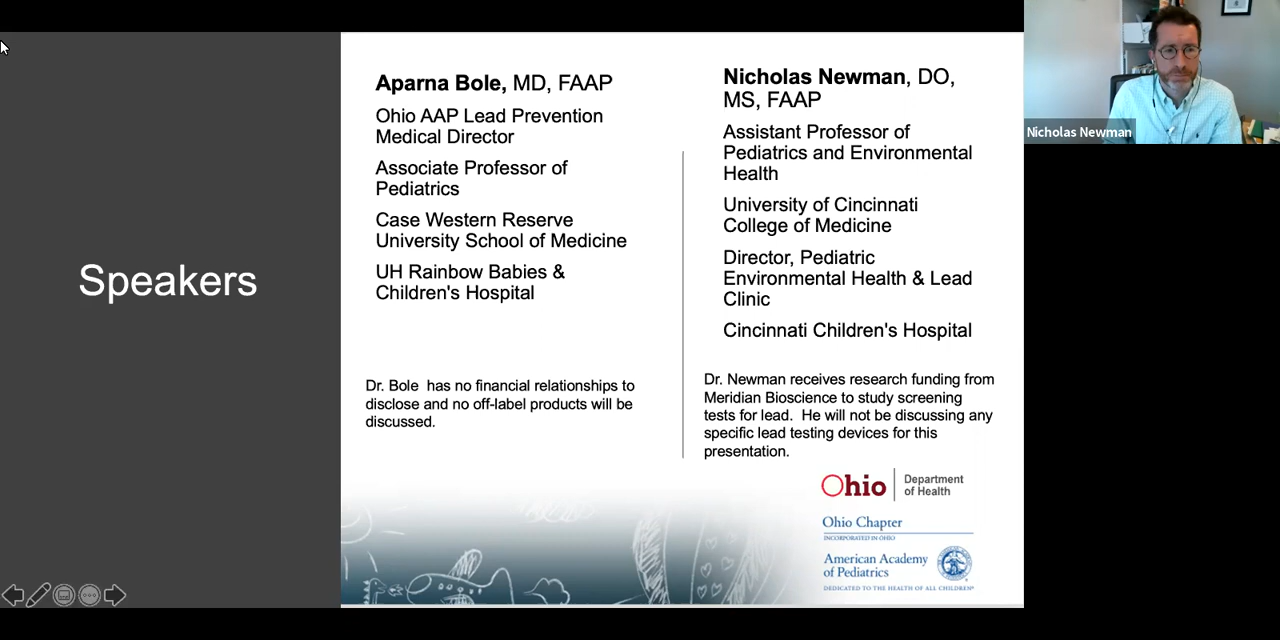 Speakers
Aparna Bole, MD, FAAP
Ohio AAP Lead Prevention
Medical Director
Associate Professor of
Pediatrics
Case Western Reserve
University School of Medicine
UH Rainbow Babies &
Children's Hospital
Dr. Bole  has no financial relationships to
disclose and no off-label products will be
discussed.
Nicholas Newman, DO,
MS, FAAP
Assistant Professor of
Pediatrics and Environmental
Health
University of Cincinnati
College of Medicine
Director, Pediatric
Environmental Health & Lead
Clinic
Cincinnati Children's Hospital
Dr. Newman receives research funding from
Meridian Bioscience to study screening
tests for lead.  He will not be discussing any
specific lead testing devices for this
presentation.
Ohio Department
of Health
Ohio Chapter
INCORPORATED IN OHIO
American Academy
of Pediatrics
DEDICATED TO THE HEALTH OF ALL CHILDREN®
Nicholas Newman